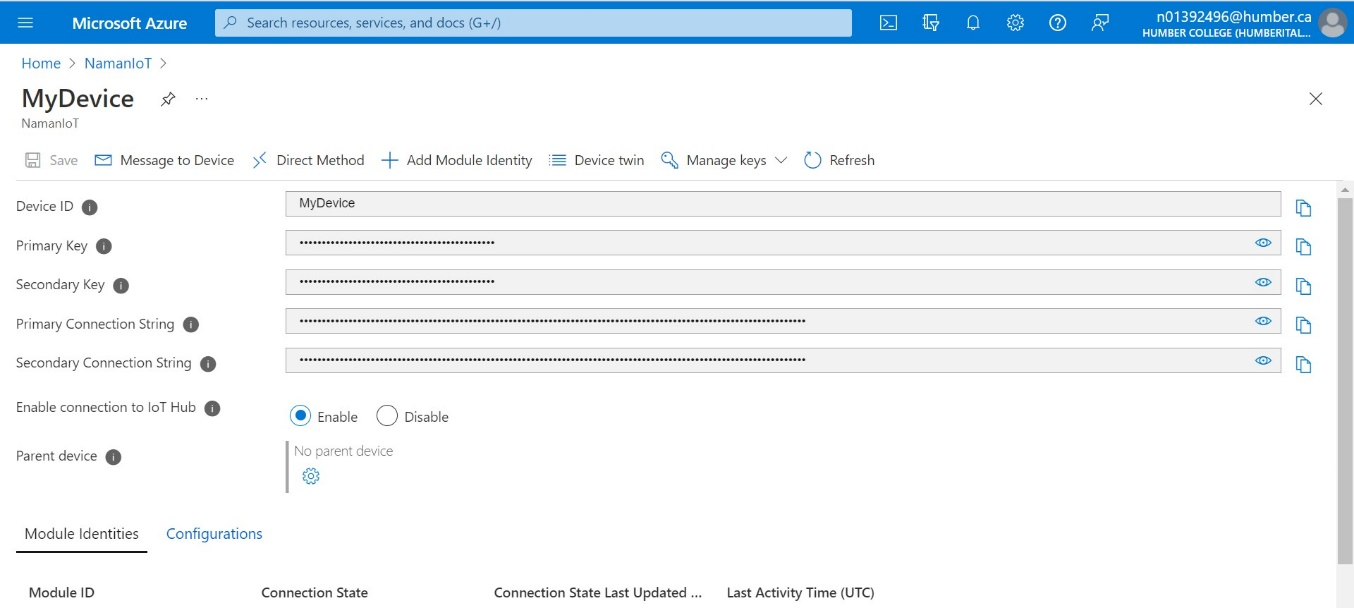 Microsoft Azure
Search resources, services, and docs (G+/)
n01392496@humber.ca
HUMBER COLLEGE (HUMBERITAL...
Home > NamanIoT >
MyDevice
NamanIoT
Save Message to Device Direct Method Add Module Identity Device twin Manage keys Refresh
Device ID MyDevice
Primary Key
Secondary Key
Primary Connection String
Secondary Connection String
Enable connection to IoT Hub Enable Disable
Parent device No parent device
Module Identities Configurations
Module ID Connection State Connection State Last Updated ... Last Activity Time (UTC)